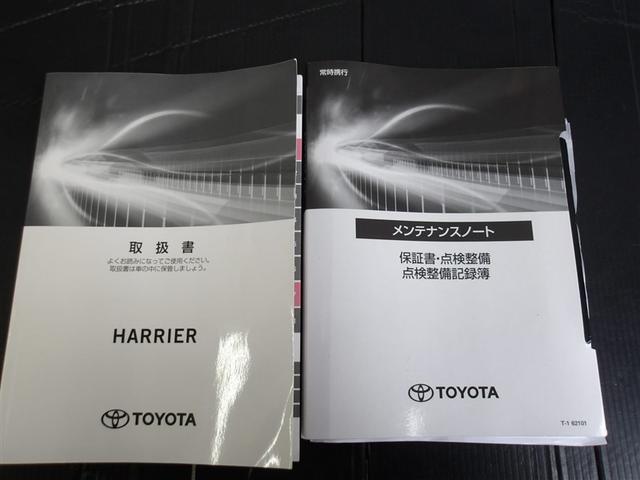 取扱書
よくお読みになってご使用ください。
取扱書は車の中に保管しましょう。
HARRIER
TOYOTA
常時携行
メンテナンスノート
保証書・点検整備
点検整備記録簿
TOYOTA
T-1 62101